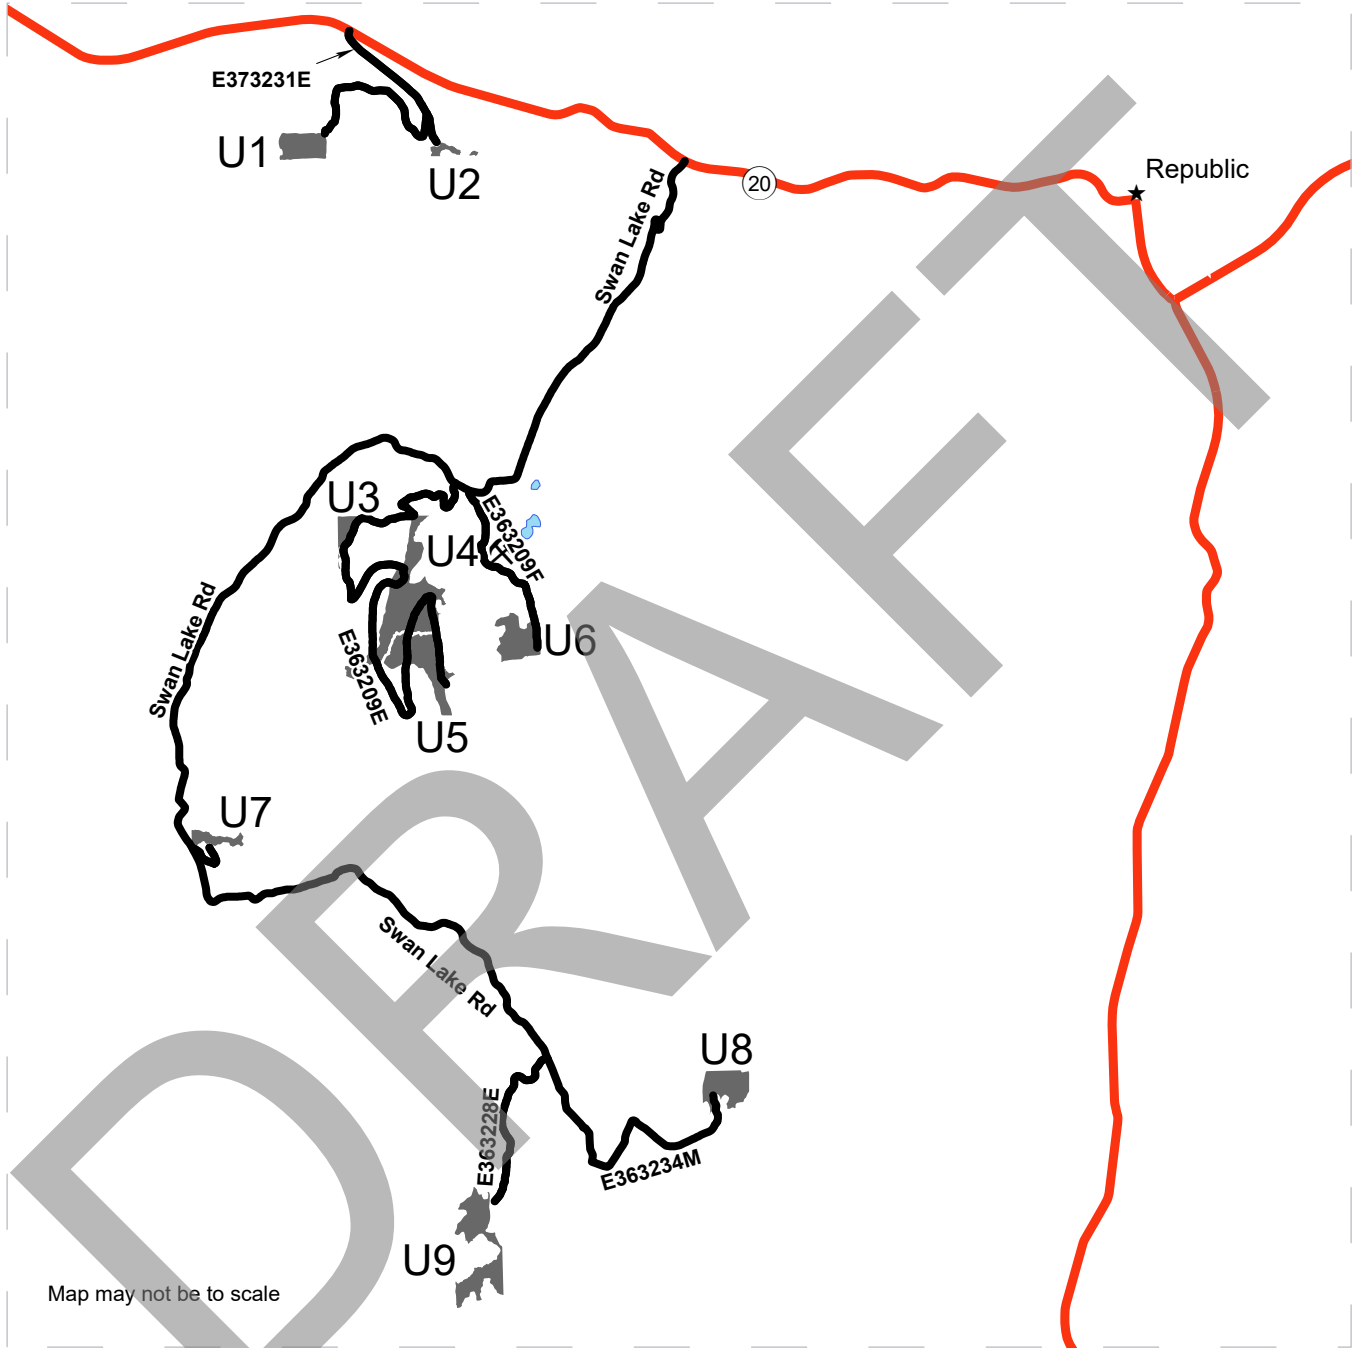 E373231E
U1
U2
Republic
20
Swan Lake Rd
U3
E363209F
U4
Swan Lake Rd
U6
E363209E
U5
U7
Swan Lake Rd
U8
E363228E
E363234M
U9
Map may not be to scale
DRAFT